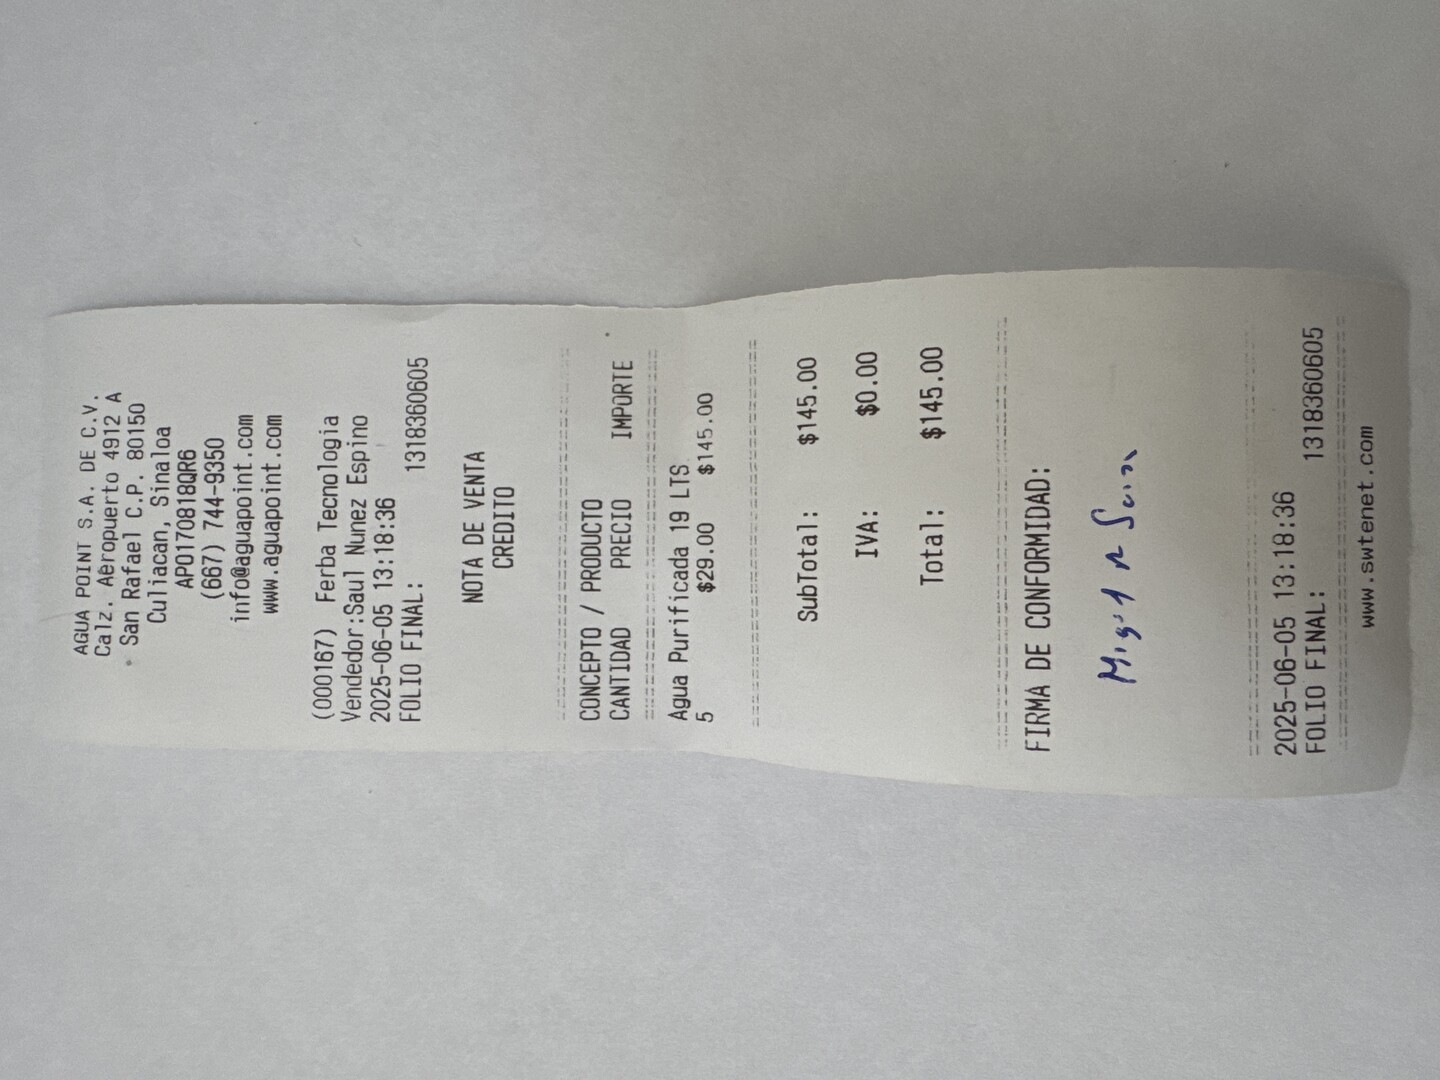 AGUA POINT S.A. DE C.V.
Calz. Aeropuerto 4912 A
San Rafael C.P. 80150
Culiacan, Sinaloa
APO170818QR6
(667) 744-9350
info@aguapoint.com
www.aguapoint.com
(000167) Ferba Tecnologia
Vendedor:Saul Nunez Espino
2025-06-05 13:18:36
FOLIO FINAL: 1318360605
NOTA DE VENTA
CREDITO
CONCEPTO / PRODUCTO
CANTIDAD PRECIO IMPORTE
Agua Purificada 19 LTS
5 $29.00 $145.00
SubTotal: $145.00
IVA: $0.00
Total: $145.00
FIRMA DE CONFORMIDAD:
2025-06-05 13:18:36
FOLIO FINAL: 1318360605
www.swtenet.com